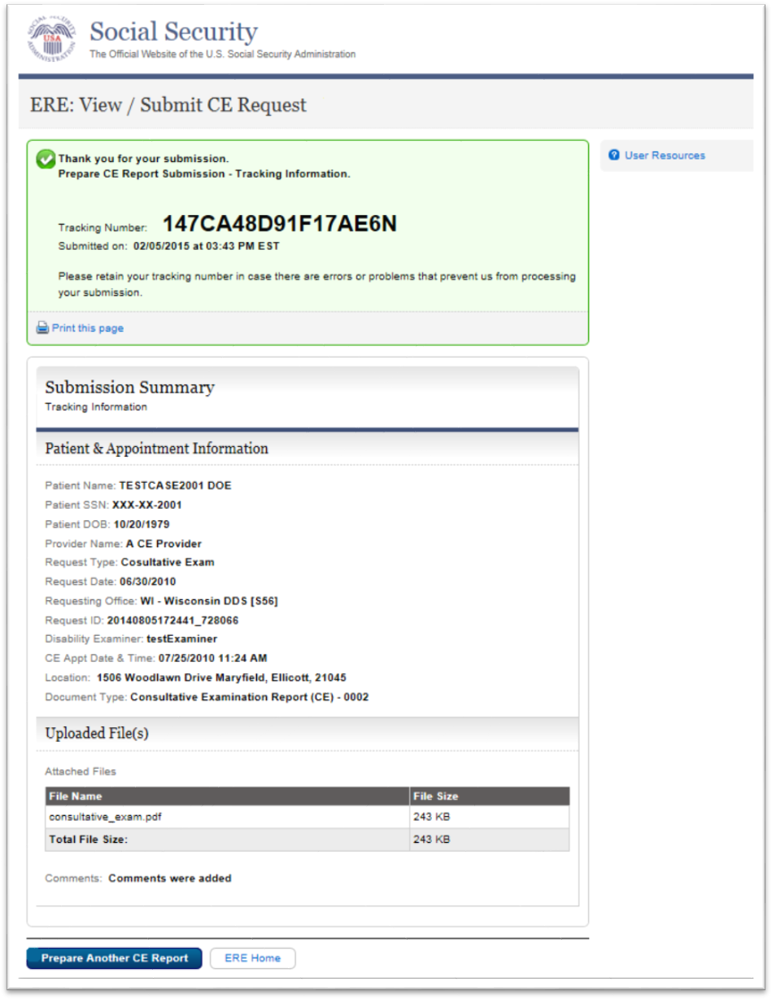 SOCIAL SECURITY
USA
ADMINISTRATION
Social Security
The Official Website of the U.S. Social Security Administration
ERE: View / Submit CE Request
Thank you for your submission.
Prepare CE Report Submission - Tracking Information.
User Resources
Tracking Number: 147CA48D91F17AE6N
Submitted on: 02/05/2015 at 03:43 PM EST
Please retain your tracking number in case there are errors or problems that prevent us from processing
your submission.
Print this page
Submission Summary
Tracking Information
Patient & Appointment Information
Patient Name: TESTCASE2001 DOE
Patient SSN: XXX-XX-2001
Patient DOB: 10/20/1979
Provider Name: A CE Provider
Request Type: Cosultative Exam
Request Date: 06/30/2010
Requesting Office: WI - Wisconsin DDS [S56]
Request ID: 20140805172441_728066
Disability Examiner: testExaminer
CE Appt Date & Time: 07/25/2010 11:24 AM
Location: 1506 Woodlawn Drive Maryfield, Ellicott, 21045
Document Type: Consultative Examination Report (CE) - 0002
Uploaded File(s)
Attached Files
File Name File Size
consultative_exam.pdf 243 KB
Total File Size: 243 KB
Comments: Comments were added
Prepare Another CE Report ERE Home